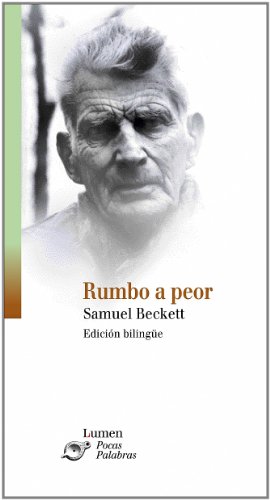 Rumbo a peor
Samuel Beckett
Edición bilingüe
Lumen
Pocas
Palabras